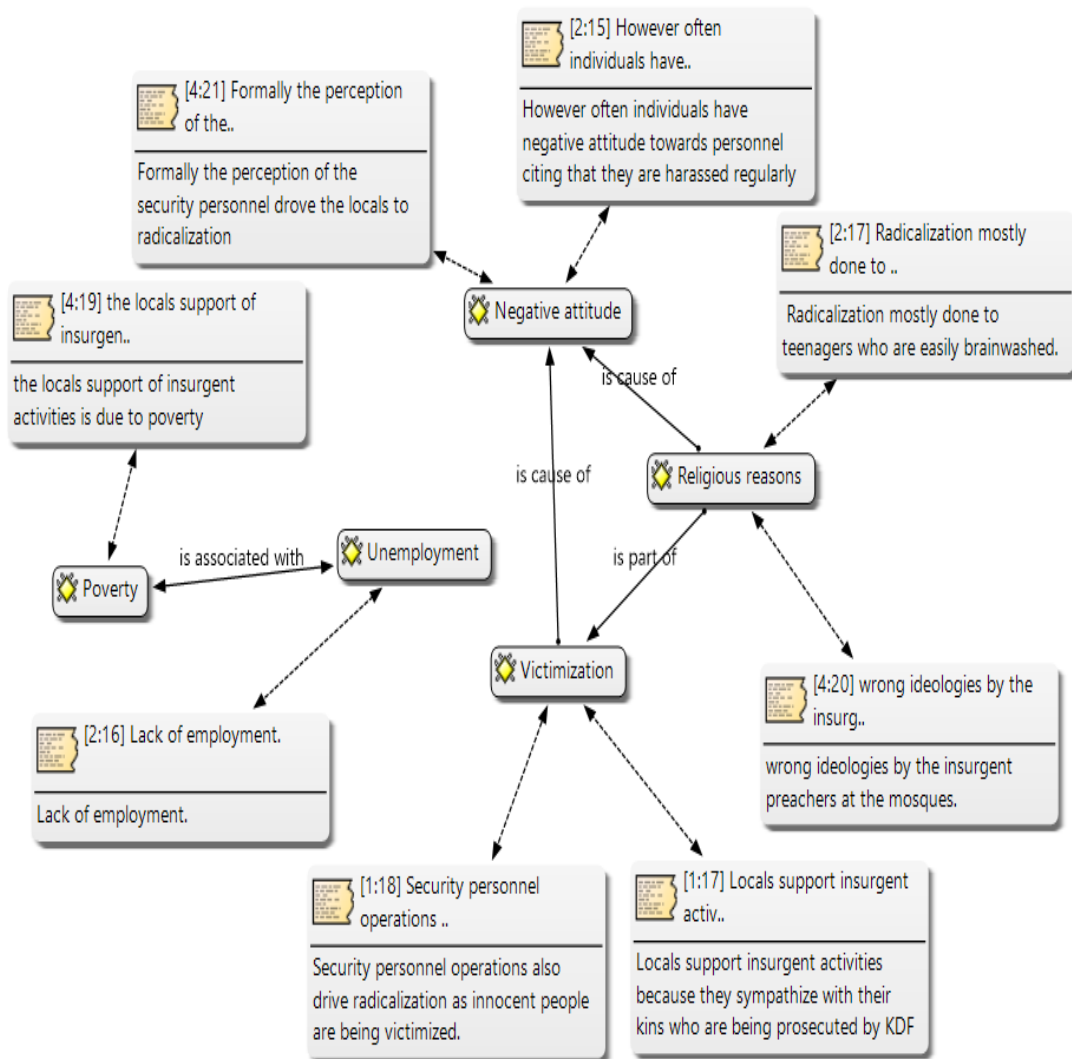 [2:15] However often
individuals have..
However often individuals have
negative attitude towards personnel
citing that they are harassed regularly
[4:21] Formally the perception
of the..
Formally the perception of the
security personnel drove the locals to
radicalization
[2:17] Radicalization mostly
done to ..
Radicalization mostly done to
teenagers who are easily brainwashed.
[4:19] the locals support of
insurgen..
the locals support of insurgent
activities is due to poverty
Negative attitude
is cause of
is cause of
Religious reasons
is associated with
Unemployment
is part of
Poverty
Victimization
[2:16] Lack of employment.
Lack of employment.
[4:20] wrong ideologies by the
insurg..
wrong ideologies by the insurgent
preachers at the mosques.
[1:18] Security personnel
operations ..
Security personnel operations also
drive radicalization as innocent people
are being victimized.
[1:17] Locals support insurgent
activ..
Locals support insurgent activities
because they sympathize with their
kins who are being prosecuted by KDF